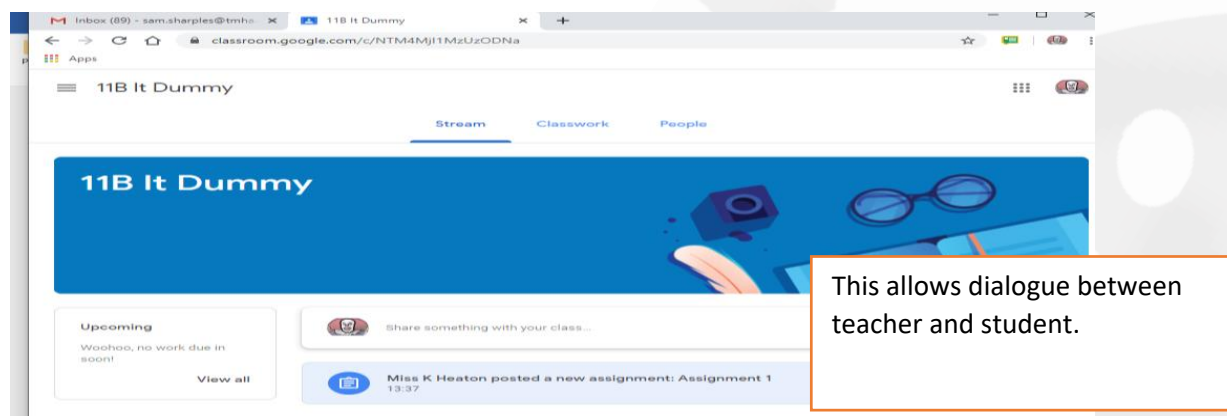 Inbox (89) - sam.sharples@tmha
11B It Dummy
classroom.google.com/c/NTM4MjI1MzUzODNa
Apps
11B It Dummy
Stream Classwork People
11B It Dummy
This allows dialogue between
teacher and student.
Upcoming
Woohoo, no work due in
soon!
View all
Share something with your class...
Miss K Heaton posted a new assignment: Assignment 1
13:37